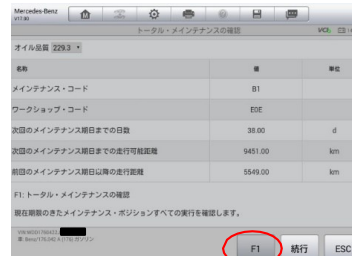 Mercedes-Benz
V17.80
トータル・メインテナンスの確認
VCI
オイル品質 229.3
名称 値 単位
メインテナンス・コード B1
ワークショップ・コード E0E
次回のメインテナンス期日までの日数 38.00 d
次回のメインテナンス期日までの走行可能距離 9451.00 km
前回のメインテナンス期日以降の走行距離 5549.00 km
F1: トータル・メインテナンスの確認
現在期限のきたメインテナンス・ポジションすべての実行を確認します。
F1 続行 ESC